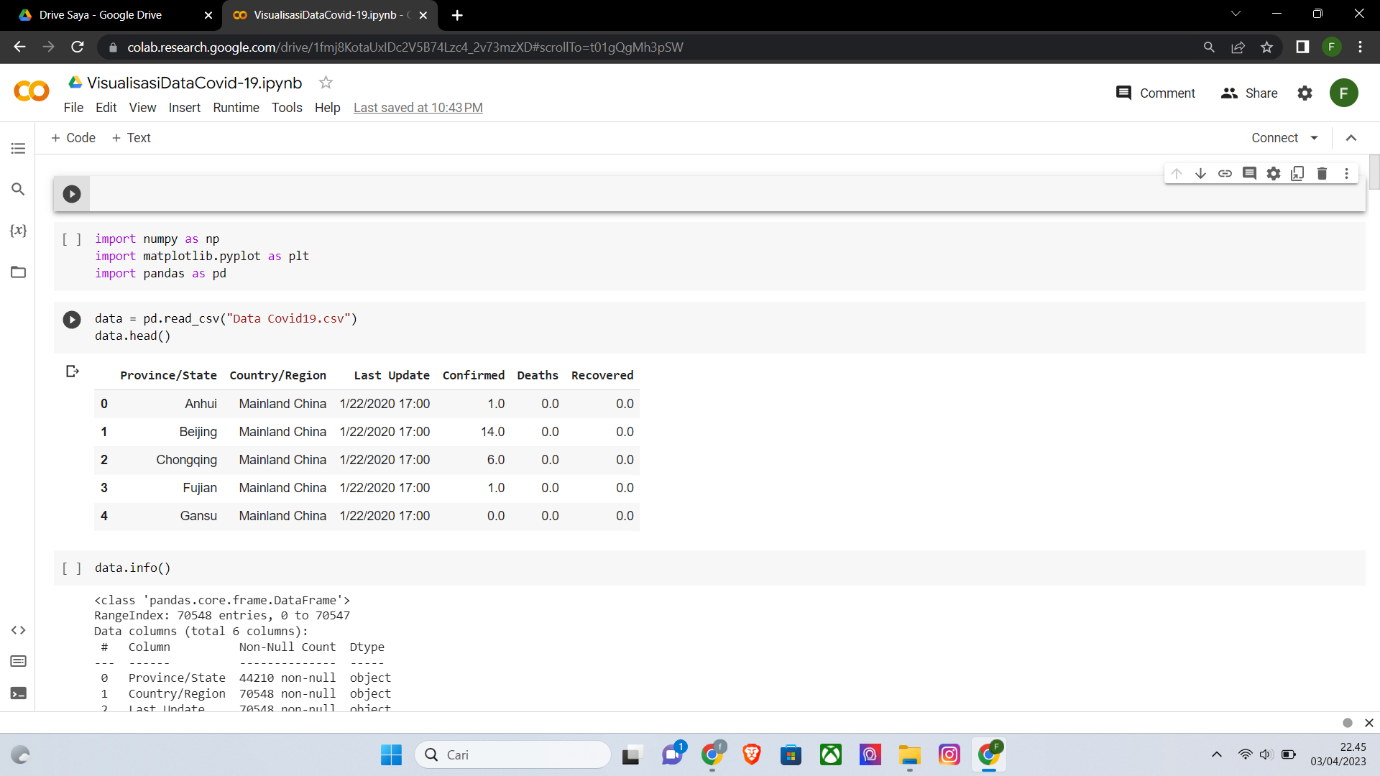 Drive Saya - Google Drive
VisualisasiDataCovid-19.ipynb -
colab.research.google.com/drive/1fmj8KotaUxIDc2V5B74Lzc4_2v73mzXD#scrollTo=t01gQgMh3pSW
F
VisualisasiDataCovid-19.ipynb
Comment
Share
F
File Edit View Insert Runtime Tools Help Last saved at 10:43 PM
+ Code + Text
Connect
{x}
[ ] import numpy as np
import matplotlib.pyplot as plt
import pandas as pd
data = pd.read_csv("Data Covid19.csv")
data.head()
Province/State Country/Region Last Update Confirmed Deaths Recovered
0 Anhui Mainland China 1/22/2020 17:00 1.0 0.0 0.0
1 Beijing Mainland China 1/22/2020 17:00 14.0 0.0 0.0
2 Chongqing Mainland China 1/22/2020 17:00 6.0 0.0 0.0
3 Fujian Mainland China 1/22/2020 17:00 1.0 0.0 0.0
4 Gansu Mainland China 1/22/2020 17:00 0.0 0.0 0.0
[ ] data.info()
<class 'pandas.core.frame.DataFrame'>
RangeIndex: 70548 entries, 0 to 70547
Data columns (total 6 columns):
# Column Non-Null Count Dtype
--- ------ -------------- -----
0 Province/State 44210 non-null object
1 Country/Region 70548 non-null object
2 Last Update 70548 non-null object
Cari
1
f
F
22.45
03/04/2023